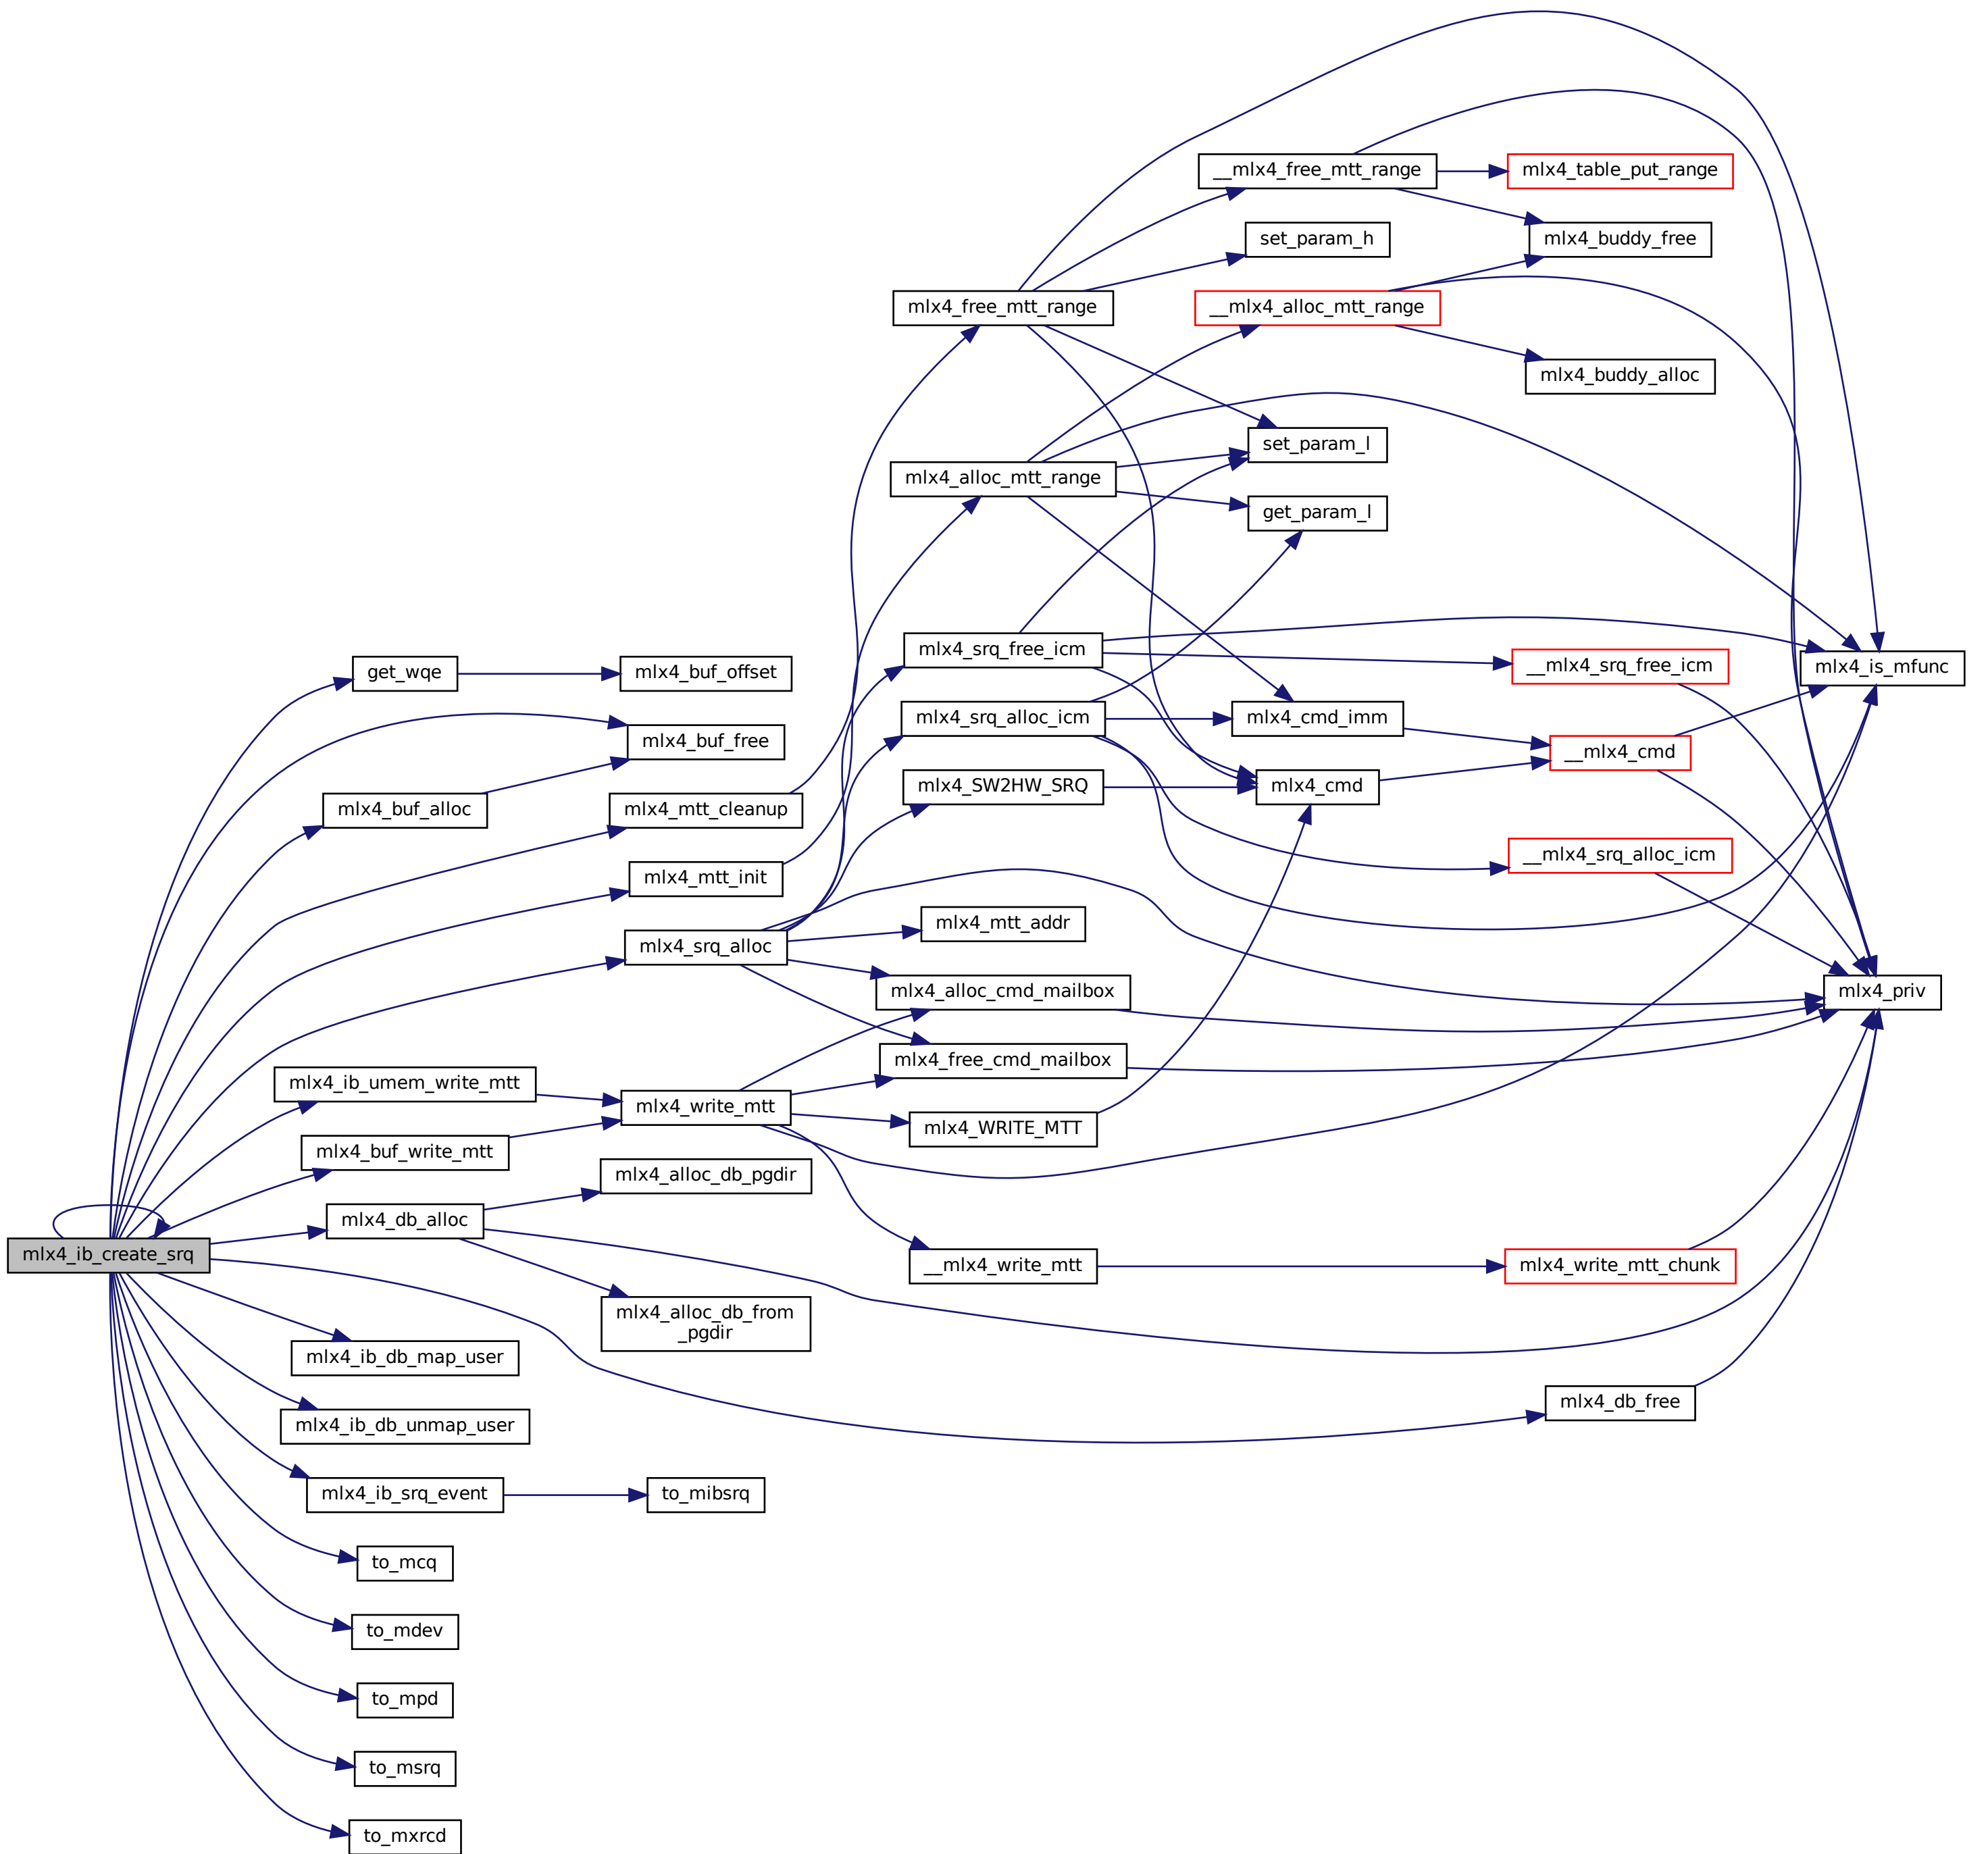 __mlx4_free_mtt_range
mlx4_table_put_range
set_param_h
mlx4_buddy_free
mlx4_free_mtt_range
__mlx4_alloc_mtt_range
mlx4_buddy_alloc
set_param_l
mlx4_alloc_mtt_range
get_param_l
mlx4_srq_free_icm
__mlx4_srq_free_icm
mlx4_is_mfunc
get_wqe
mlx4_buf_offset
mlx4_srq_alloc_icm
mlx4_cmd_imm
mlx4_buf_free
__mlx4_cmd
mlx4_SW2HW_SRQ
mlx4_cmd
mlx4_buf_alloc
mlx4_mtt_cleanup
__mlx4_srq_alloc_icm
mlx4_mtt_init
mlx4_mtt_addr
mlx4_srq_alloc
mlx4_alloc_cmd_mailbox
mlx4_priv
mlx4_free_cmd_mailbox
mlx4_ib_umem_write_mtt
mlx4_write_mtt
mlx4_WRITE_MTT
mlx4_buf_write_mtt
mlx4_alloc_db_pgdir
mlx4_db_alloc
mlx4_ib_create_srq
__mlx4_write_mtt
mlx4_write_mtt_chunk
mlx4_alloc_db_from
_pgdir
mlx4_ib_db_map_user
mlx4_db_free
mlx4_ib_db_unmap_user
mlx4_ib_srq_event
to_mibsrq
to_mcq
to_mdev
to_mpd
to_msrq
to_mxrcd